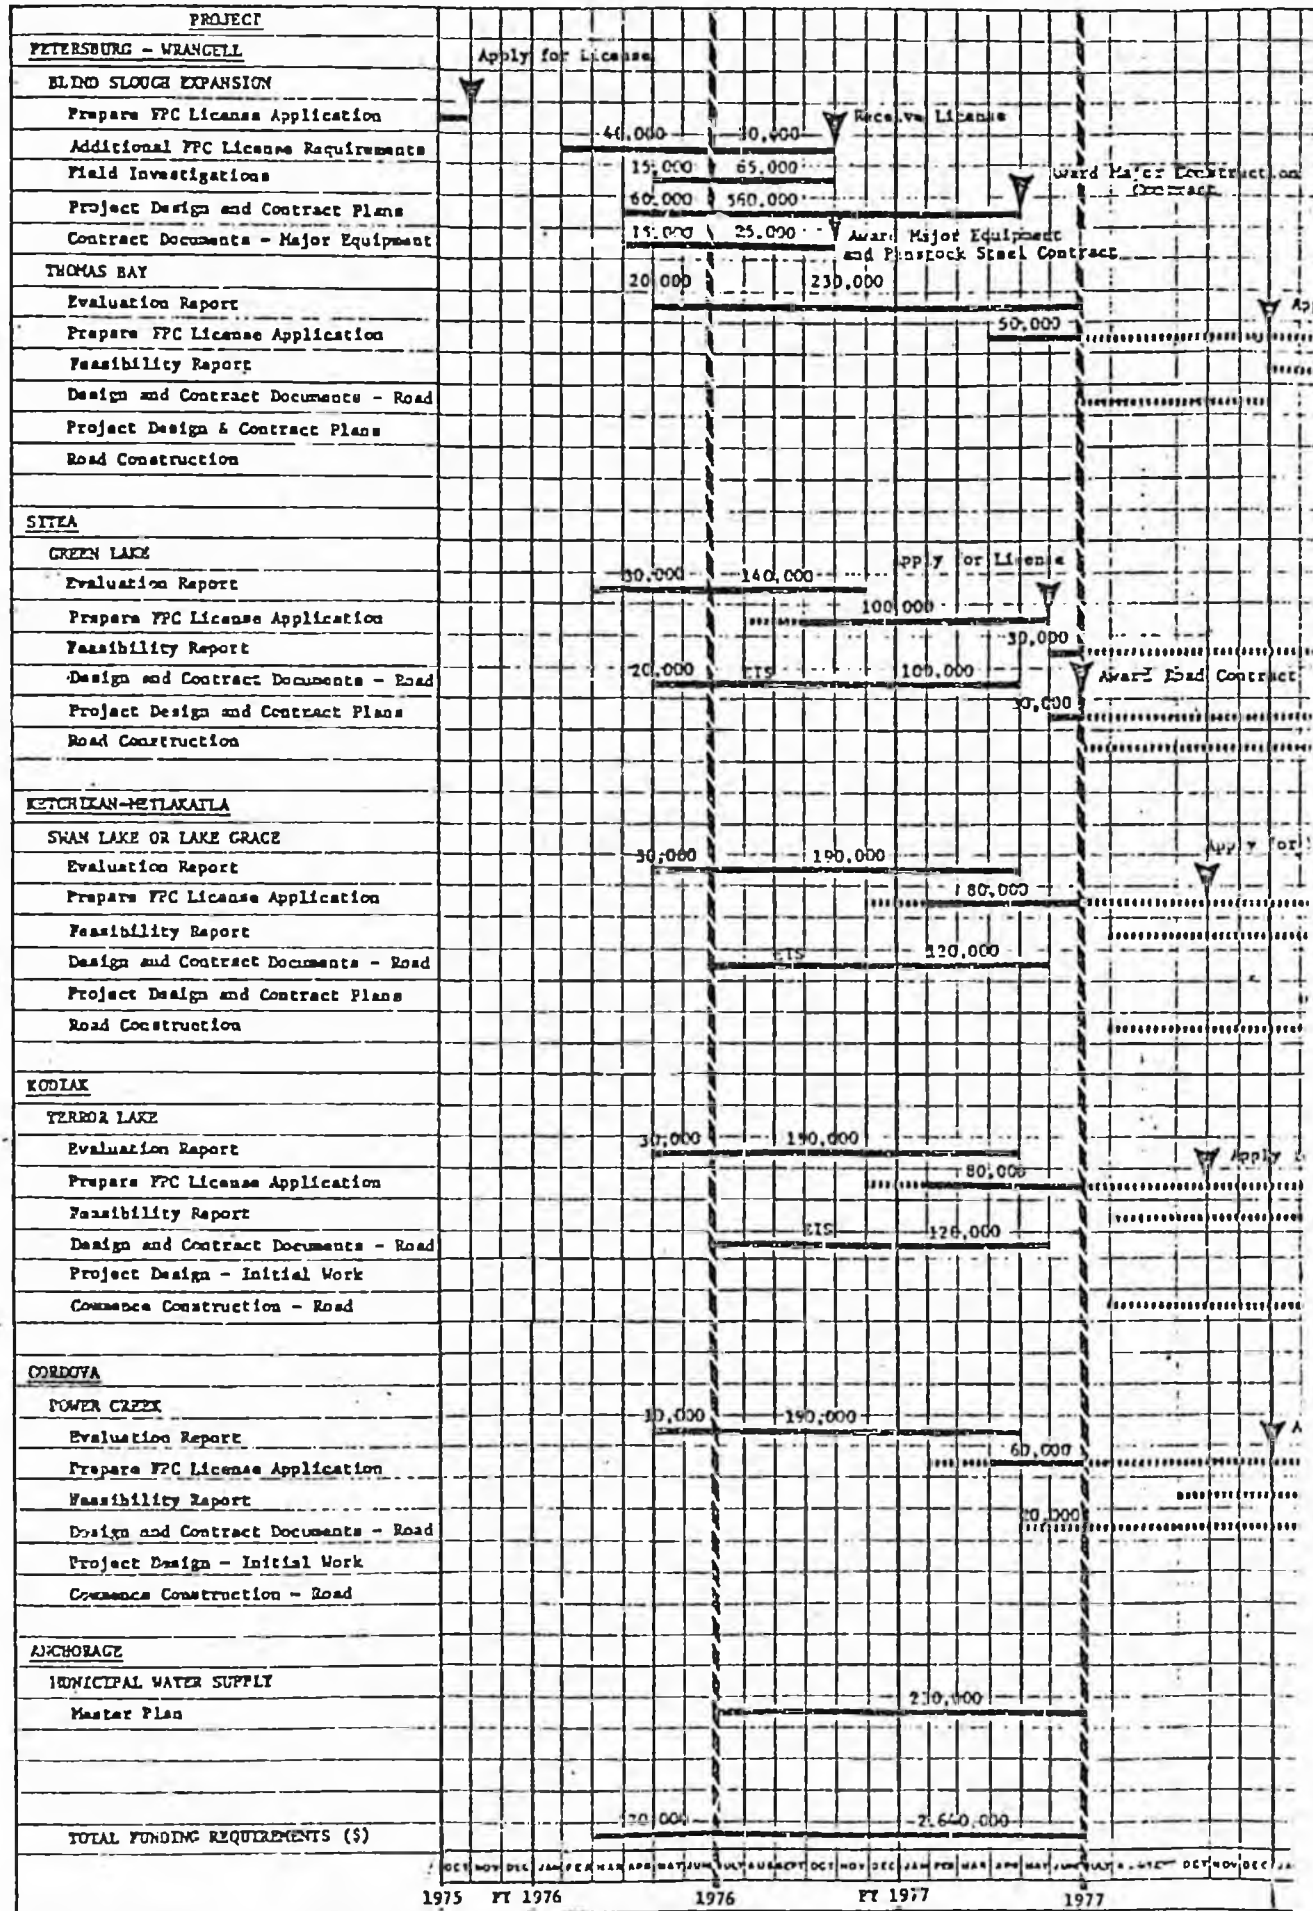 PROJECT
PETERSBURG - WRANGELL
Apply for License
BLIND SLOUGH EXPANSION
Prepare FPC License Application
40,000 Receive License
Additional FPC License Requirements
15,000 65,000
Field Investigations
Award Major Construction
Contract
60,000 560,000
Project Design and Contract Plans
15,000 25,000
Contract Documents - Major Equipment
Award Major Equipment
and Penstock Steel Contract
THOMAS BAY
20,000 230,000
Evaluation Report
50,000
Prepare FPC License Application
Feasibility Report
Design and Contract Documents - Road
Project Design & Contract Plans
Road Construction
SITKA
GREEN LAKE
Apply for License
30,000 140,000
Evaluation Report
100,000
Prepare FPC License Application
30,000
Feasibility Report
20,000 EIS 100,000
Design and Contract Documents - Road
Award Road Contract
Project Design and Contract Plans
Road Construction
KETCHIKAN-METLAKATLA
SWAN LAKE OR LAKE GRACE
Apply for
30,000 190,000
Evaluation Report
80,000
Prepare FPC License Application
Feasibility Report
EIS 120,000
Design and Contract Documents - Road
Project Design and Contract Plans
Road Construction
KODIAK
TERROR LAKE
30,000 190,000
Evaluation Report
Apply
80,000
Prepare FPC License Application
Feasibility Report
EIS 120,000
Design and Contract Documents - Road
Project Design - Initial Work
Commence Construction - Road
CORDOVA
POWER CREEK
190,000
Evaluation Report
60,000
Prepare FPC License Application
Feasibility Report
20,000
Design and Contract Documents - Road
Project Design - Initial Work
Commence Construction - Road
ANCHORAGE
MUNICIPAL WATER SUPPLY
Master Plan
2,640,000
TOTAL FUNDING REQUIREMENTS ($)
OCT NOV DEC JAN FEB MAR APR MAY JUN JULY AUG SEPT OCT NOV DEC JAN FEB MAR APR MAY JUNE JULY OCT NOV DEC JA
1975 FY 1976 1976 FY 1977 1977